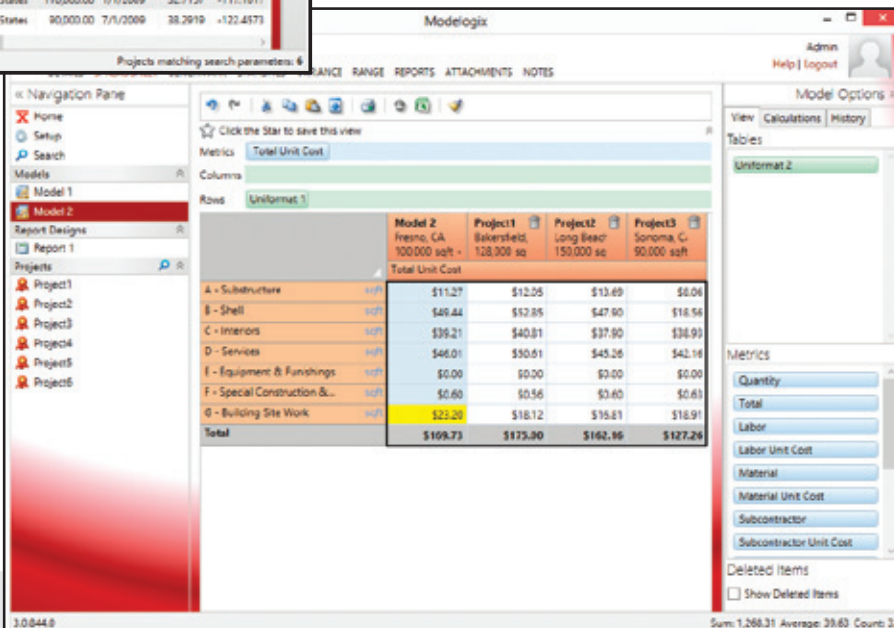 States 90,000.00 7/1/2009 38.2919 -122.4573
Projects matching search parameters: 6
Modelogix
Admin
Help | Logout
RANGE REPORTS ATTACHMENTS NOTES
« Navigation Pane
Home
Setup
Search
Models
Model 1
Model 2
Report Designs
Report 1
Projects
Project1
Project2
Project3
Project4
Project5
Project6
Click the Star to save this view
Metrics Total Unit Cost
Columns
Rows Uniformat 1
Model 2 Project1 Project2 Project3
Fresno, CA Bakersfield, Long Beach Sonoma, C
100,000 sqft - 128,000 sq 150,000 sq 90,000 sqft
Total Unit Cost
A - Substructure sqft $11.27 $12.05 $13.69 $8.06
B - Shell sqft $49.44 $52.85 $47.90 $18.56
C - Interiors sqft $39.21 $40.81 $37.90 $38.93
D - Services sqft $46.01 $50.61 $45.26 $42.16
E - Equipment & Furnishings sqft $0.00 $0.00 $0.00 $0.00
F - Special Construction &... sqft $0.60 $0.56 $0.60 $0.63
G - Building Site Work sqft $23.20 $18.12 $16.81 $18.91
Total $169.73 $175.00 $162.16 $127.26
Model Options
View Calculations History
Tables
Uniformat 2
Metrics
Quantity
Total
Labor
Labor Unit Cost
Material
Material Unit Cost
Subcontractor
Subcontractor Unit Cost
Deleted Items
Show Deleted Items
3.0.844.0
Sum: 1,268.31 Average: 39.63 Count: